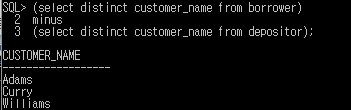 SQL> (select distinct customer_name from borrower)
2 minus
3 (select distinct customer_name from depositor);
CUSTOMER_NAME
------------------
Adams
Curry
Williams